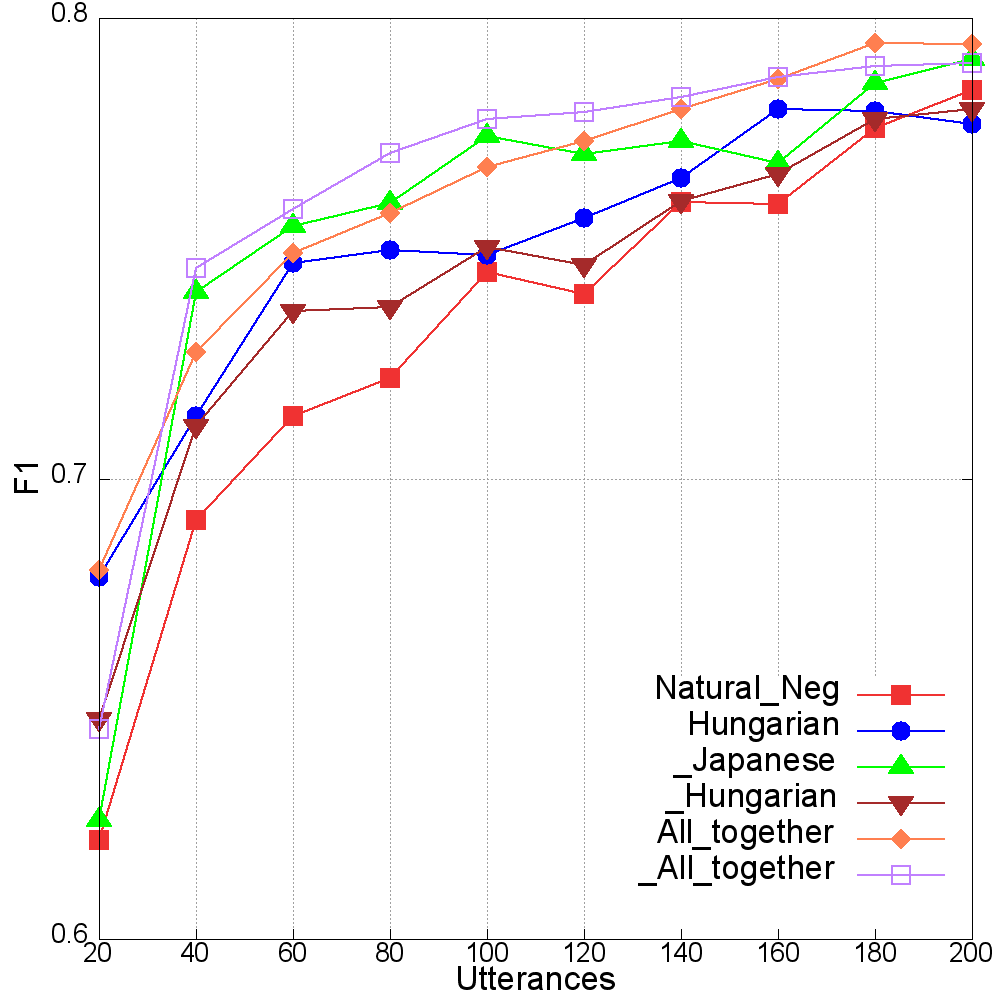 0.8
0.7
0.6
F1
20 40 60 80 100 120 140 160 180 200
Utterances
Natural_Neg
Hungarian
_Japanese
_Hungarian
All_together
_All_together